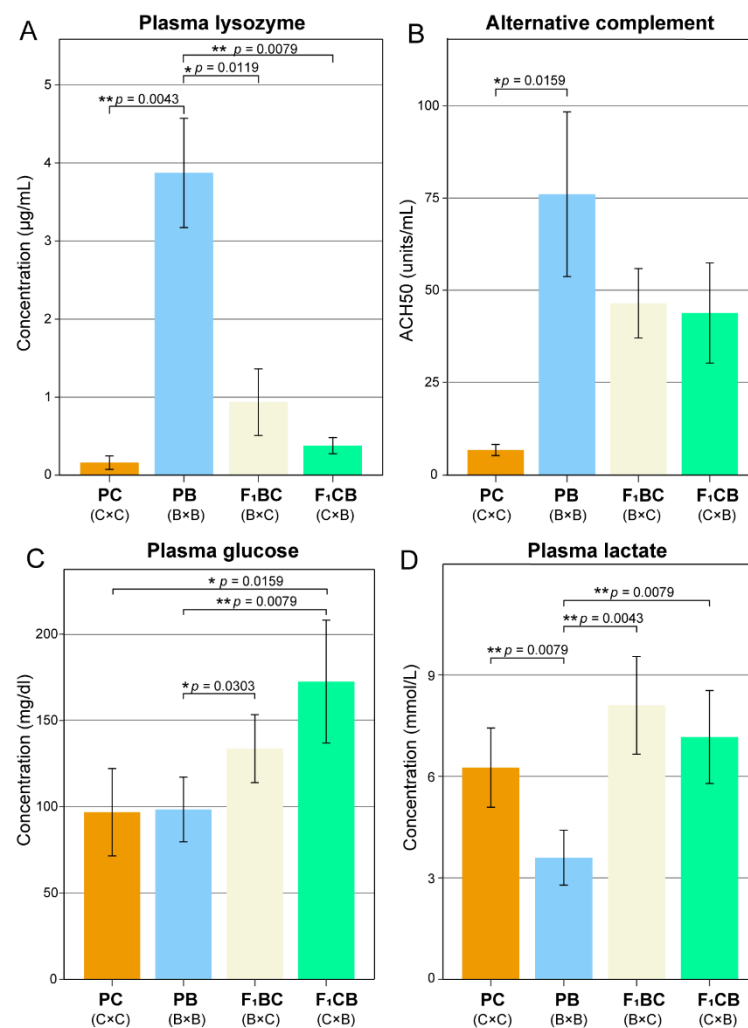 A
Plasma lysozyme
** p = 0.0079
* p = 0.0119
** p = 0.0043
5
4
3
2
1
0
Concentration (µg/mL)
PC PB F₁BC F₁CB
(C×C) (B×B) (B×C) (C×B)
B
Alternative complement
* p = 0.0159
100
75
50
25
0
ACH50 (units/mL)
PC PB F₁BC F₁CB
(C×C) (B×B) (B×C) (C×B)
C
Plasma glucose
* p = 0.0159
** p = 0.0079
* p = 0.0303
200
150
100
50
0
Concentration (mg/dl)
PC PB F₁BC F₁CB
(C×C) (B×B) (B×C) (C×B)
D
Plasma lactate
** p = 0.0079
** p = 0.0043
** p = 0.0079
9
6
3
0
Concentration (mmol/L)
PC PB F₁BC F₁CB
(C×C) (B×B) (B×C) (C×B)